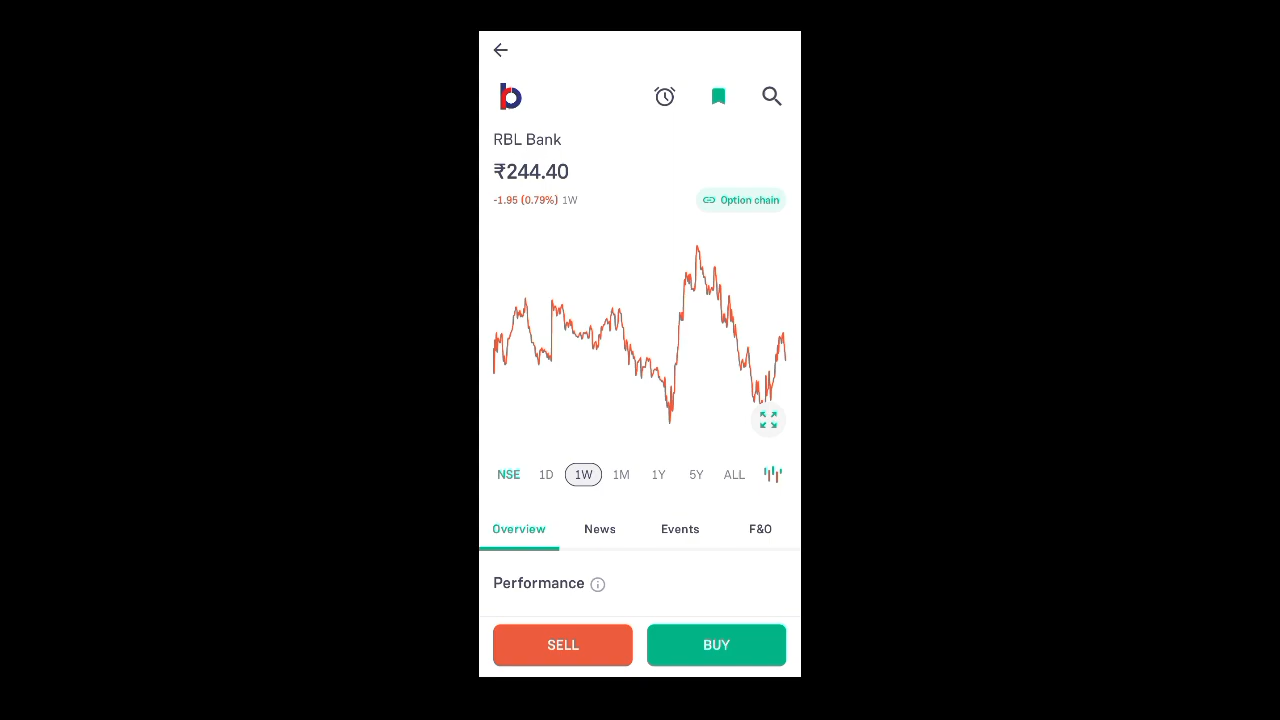 RBL Bank
₹244.40
-1.95 (0.79%) 1W
Option chain
NSE 1D 1W 1M 1Y 5Y ALL
Overview News Events F&O
Performance
SELL BUY